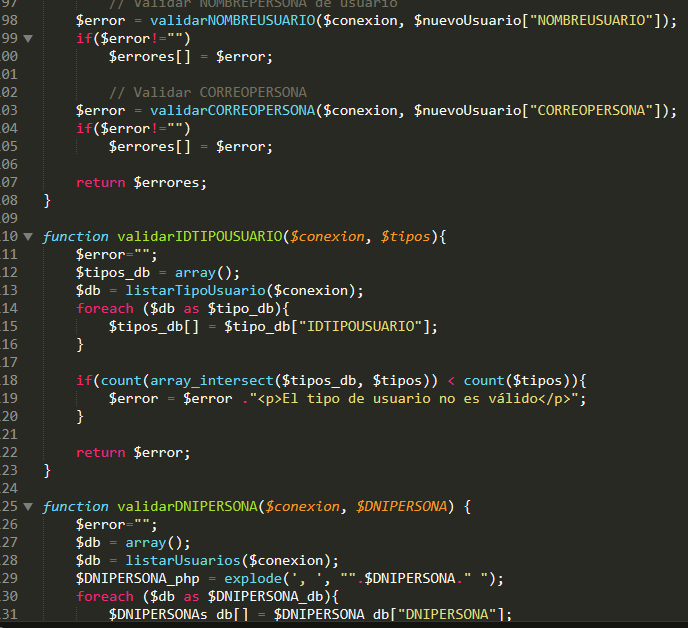 97 // Validar NOMBREPERSONA de usuario
98 $error = validarNOMBREUSUARIO($conexion, $nuevoUsuario["NOMBREUSUARIO"]);
99 if($error!="")
00 $errores[] = $error;
01
02 // Validar CORREOPERSONA
03 $error = validarCORREOPERSONA($conexion, $nuevoUsuario["CORREOPERSONA"]);
04 if($error!="")
05 $errores[] = $error;
06
07 return $errores;
08 }
09
10 function validarIDTIPOUSUARIO($conexion, $tipos){
11 $error="";
12 $tipos_db = array();
13 $db = listarTipoUsuario($conexion);
14 foreach ($db as $tipo_db){
15 $tipos_db[] = $tipo_db["IDTIPOUSUARIO"];
16 }
17
18 if(count(array_intersect($tipos_db, $tipos)) < count($tipos)){
19 $error = $error ."<p>El tipo de usuario no es válido</p>";
20 }
21
22 return $error;
23 }
24
25 function validarDNIPERSONA($conexion, $DNIPERSONA) {
26 $error="";
27 $db = array();
28 $db = listarUsuarios($conexion);
29 $DNIPERSONA_php = explode(', ', "".$DNIPERSONA." ");
30 foreach ($db as $DNIPERSONA_db){
31 $DNIPERSONAs_db[] = $DNIPERSONA_db["DNIPERSONA"];